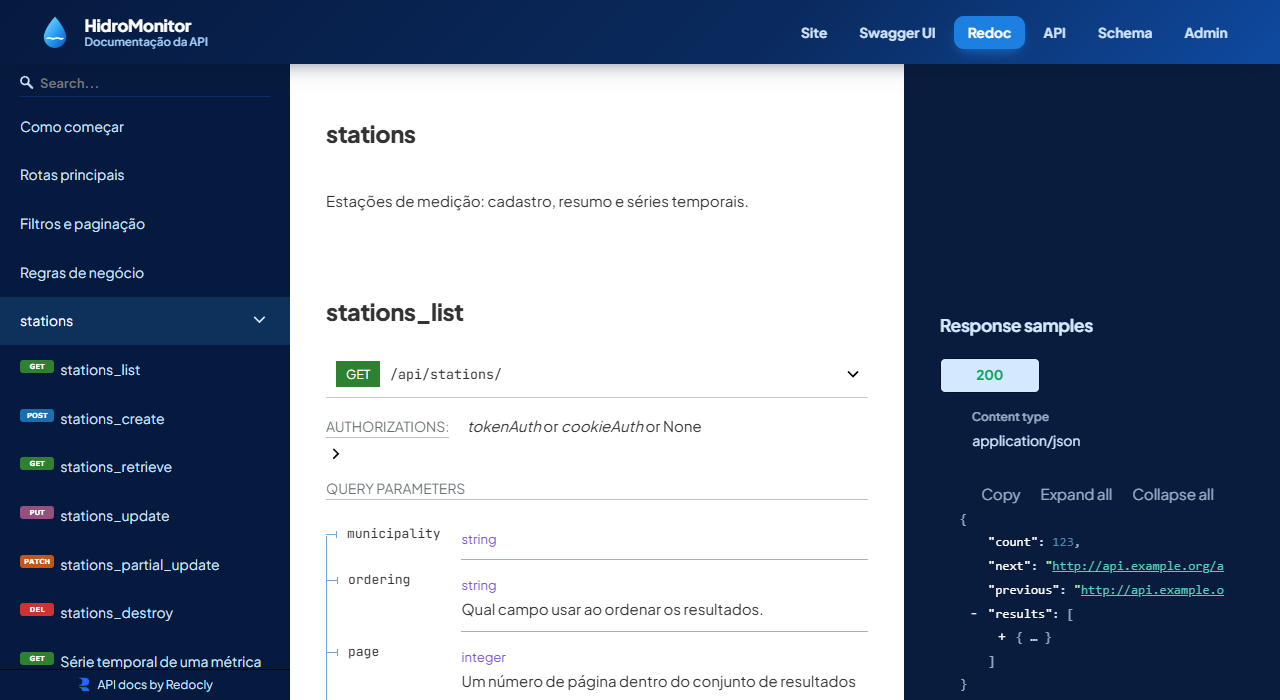 HidroMonitor
Documentação da API
Site
Swagger UI
Redoc
API
Schema
Admin
Search...
Como começar
Rotas principais
Filtros e paginação
Regras de negócio
stations
GET stations_list
POST stations_create
GET stations_retrieve
PUT stations_update
PATCH stations_partial_update
DEL stations_destroy
GET Série temporal de uma métrica
API docs by Redocly
stations
Estações de medição: cadastro, resumo e séries temporais.
stations_list
GET /api/stations/
AUTHORIZATIONS: tokenAuth or cookieAuth or None
QUERY PARAMETERS
municipality string
ordering string
Qual campo usar ao ordenar os resultados.
page integer
Um número de página dentro do conjunto de resultados
Response samples
200
Content type
application/json
Copy Expand all Collapse all
{
"count": 123,
"next": "http://api.example.org/a
"previous": "http://api.example.o
- "results": [
+ { … }
]
}